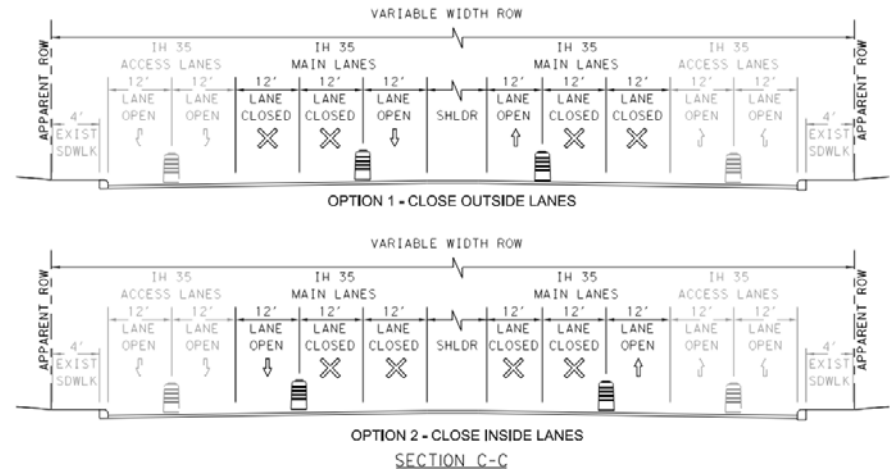 VARIABLE WIDTH ROW
IH 35 IH 35 IH 35 IH 35
ACCESS LANES MAIN LANES MAIN LANES ACCESS LANES
12' 12' 12' 12' 12' 12' 12' 12' 12' 12'
LANE LANE LANE LANE LANE LANE LANE LANE LANE LANE
OPEN OPEN CLOSED CLOSED OPEN SHLDR OPEN CLOSED CLOSED OPEN OPEN
APPARENT ROW
4'
EXIST
SDWLK
4'
EXIST
SDWLK
APPARENT ROW
OPTION 1 - CLOSE OUTSIDE LANES
VARIABLE WIDTH ROW
IH 35 IH 35 IH 35 IH 35
ACCESS LANES MAIN LANES MAIN LANES ACCESS LANES
12' 12' 12' 12' 12' 12' 12' 12' 12' 12'
LANE LANE LANE LANE LANE LANE LANE LANE LANE LANE
OPEN OPEN OPEN CLOSED CLOSED SHLDR CLOSED CLOSED OPEN OPEN OPEN
APPARENT ROW
4'
EXIST
SDWLK
4'
EXIST
SDWLK
APPARENT ROW
OPTION 2 - CLOSE INSIDE LANES
SECTION C-C